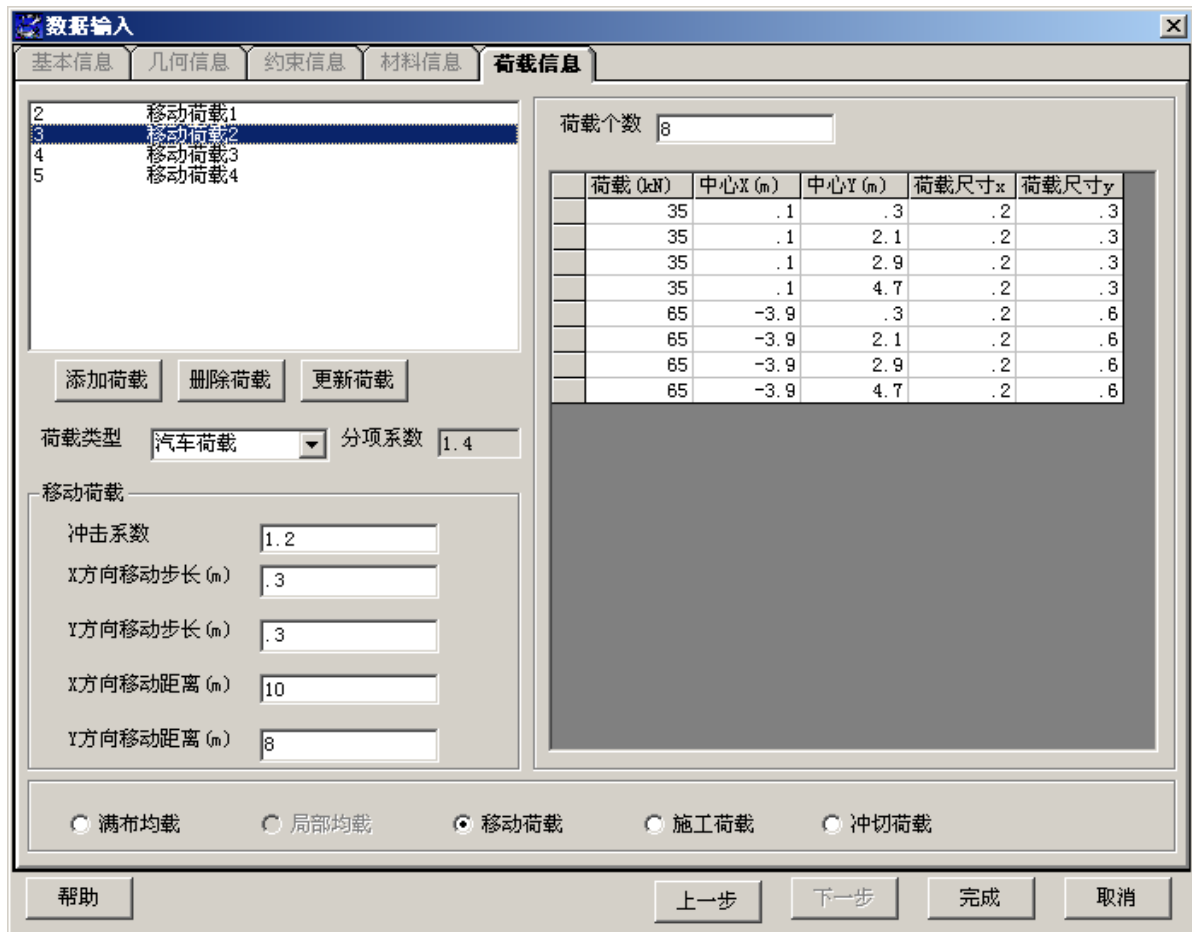 数据输入
基本信息 几何信息 约束信息 材料信息 荷载信息
2 移动荷载1
3 移动荷载2
4 移动荷载3
5 移动荷载4
添加荷载 删除荷载 更新荷载
荷载类型 汽车荷载 分项系数 1.4
移动荷载
冲击系数 1.2
X方向移动步长(m) .3
Y方向移动步长(m) .3
X方向移动距离(m) 10
Y方向移动距离(m) 8
荷载个数 8
荷载(kN) 中心X(m) 中心Y(m) 荷载尺寸x 荷载尺寸y
35 .1 .3 .2 .3
35 .1 2.1 .2 .3
35 .1 2.9 .2 .3
35 .1 4.7 .2 .3
65 -3.9 .3 .2 .6
65 -3.9 2.1 .2 .6
65 -3.9 2.9 .2 .6
65 -3.9 4.7 .2 .6
满布均载 局部均载 移动荷载 施工荷载 冲切荷载
帮助 上一步 下一步 完成 取消